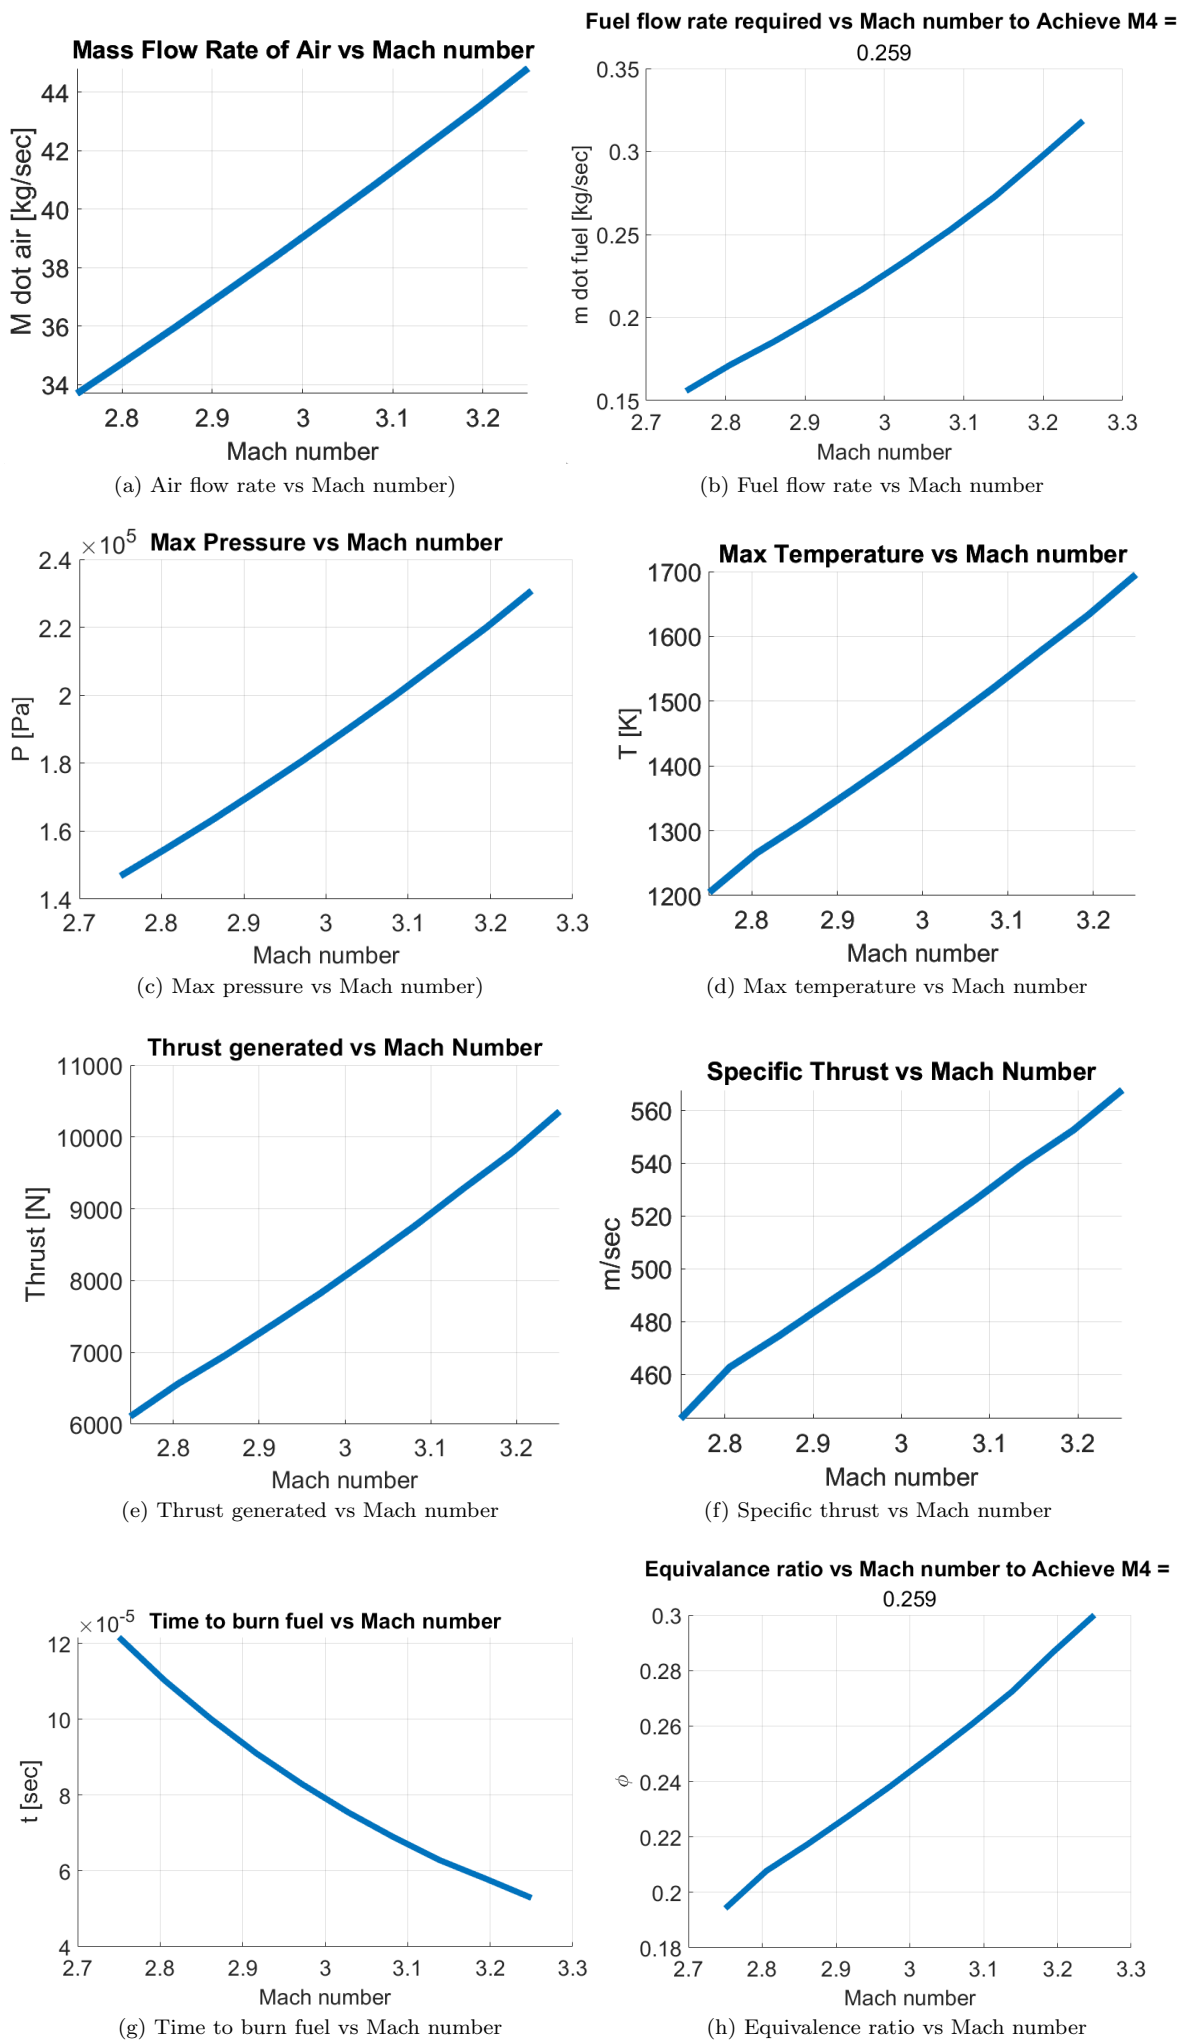 Mass Flow Rate of Air vs Mach number
M dot air [kg/sec]
44
42
40
38
36
34
2.8 2.9 3 3.1 3.2
Mach number
(a) Air flow rate vs Mach number)
Fuel flow rate required vs Mach number to Achieve M4 =
0.259
m dot fuel [kg/sec]
0.35
0.3
0.25
0.2
0.15
2.7 2.8 2.9 3 3.1 3.2 3.3
Mach number
(b) Fuel flow rate vs Mach number
×10⁵ Max Pressure vs Mach number
P [Pa]
2.4
2.2
2
1.8
1.6
1.4
2.7 2.8 2.9 3 3.1 3.2 3.3
Mach number
(c) Max pressure vs Mach number)
Max Temperature vs Mach number
T [K]
1700
1600
1500
1400
1300
1200
2.8 2.9 3 3.1 3.2
Mach number
(d) Max temperature vs Mach number
Thrust generated vs Mach Number
Thrust [N]
11000
10000
9000
8000
7000
6000
2.8 2.9 3 3.1 3.2
Mach number
(e) Thrust generated vs Mach number
Specific Thrust vs Mach Number
m/sec
560
540
520
500
480
460
2.8 2.9 3 3.1 3.2
Mach number
(f) Specific thrust vs Mach number
×10⁻⁵ Time to burn fuel vs Mach number
t [sec]
12
10
8
6
4
2.7 2.8 2.9 3 3.1 3.2 3.3
Mach number
(g) Time to burn fuel vs Mach number
Equivalance ratio vs Mach number to Achieve M4 =
0.259
ϕ
0.3
0.28
0.26
0.24
0.22
0.2
0.18
2.7 2.8 2.9 3 3.1 3.2 3.3
Mach number
(h) Equivalence ratio vs Mach number